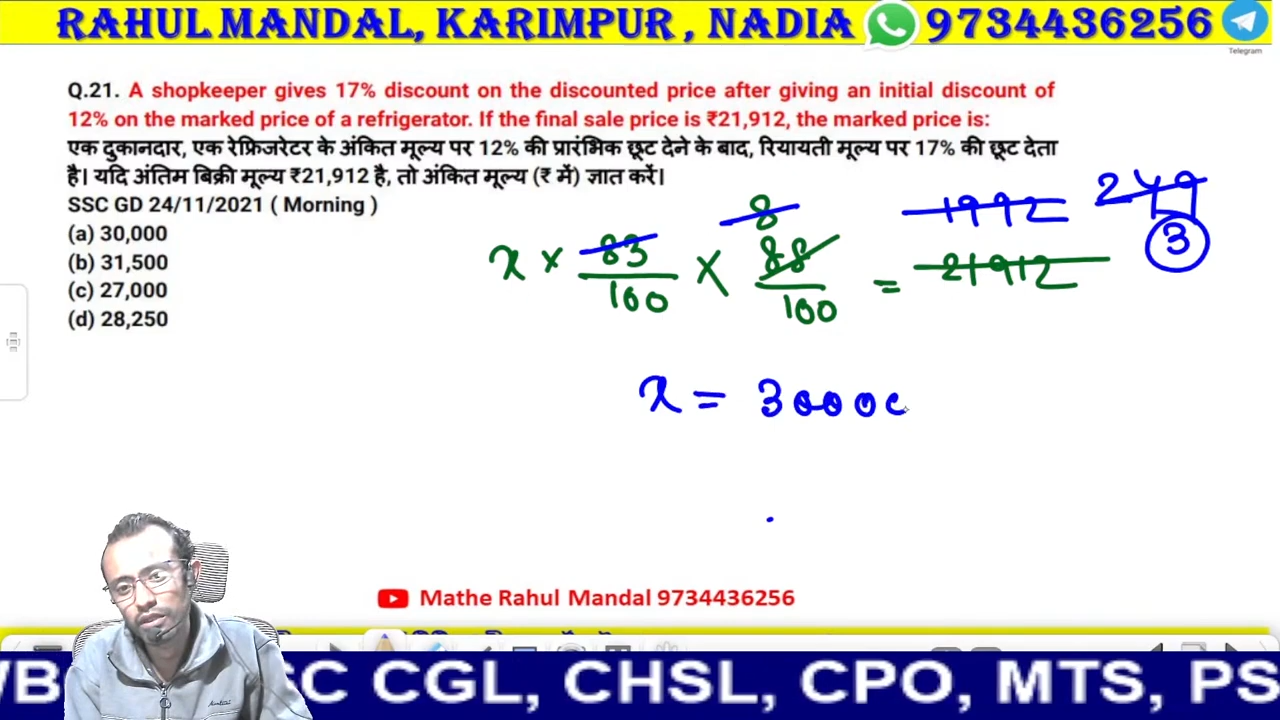 RAHUL MANDAL, KARIMPUR , NADIA 9734436256
Telegram
Q.21. A shopkeeper gives 17% discount on the discounted price after giving an initial discount of
12% on the marked price of a refrigerator. If the final sale price is ₹21,912, the marked price is:
एक दुकानदार, एक रेफ्रिजरेटर के अंकित मूल्य पर 12% की प्रारंभिक छूट देने के बाद, रियायती मूल्य पर 17% की छूट देता
है। यदि अंतिम बिक्री मूल्य ₹21,912 है, तो अंकित मूल्य (₹ में) ज्ञात करें।
SSC GD 24/11/2021 ( Morning )
(a) 30,000
(b) 31,500
(c) 27,000
(d) 28,250
8 1992 249
3
x × 83/100 × 88/100 = 21912
x = 30000
Mathe Rahul Mandal 9734436256
WB SC CGL, CHSL, CPO, MTS, PS